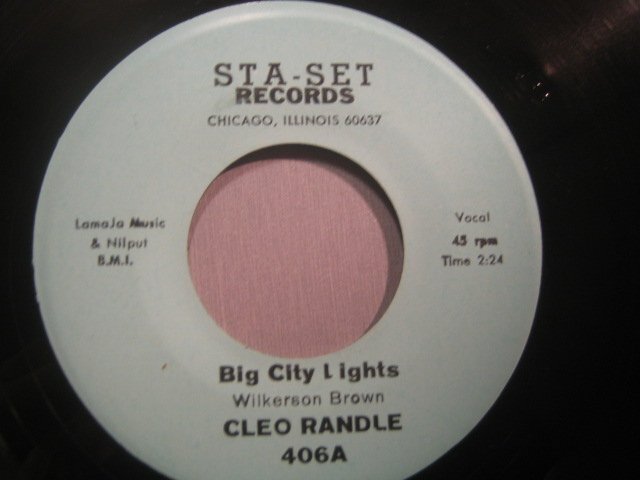 STA-SET
RECORDS
CHICAGO, ILLINOIS 60637
LamaJa Music
& Nilput
B.M.I.
Vocal
45 rpm
Time 2:24
Big City Lights
Wilkerson Brown
CLEO RANDLE
406A